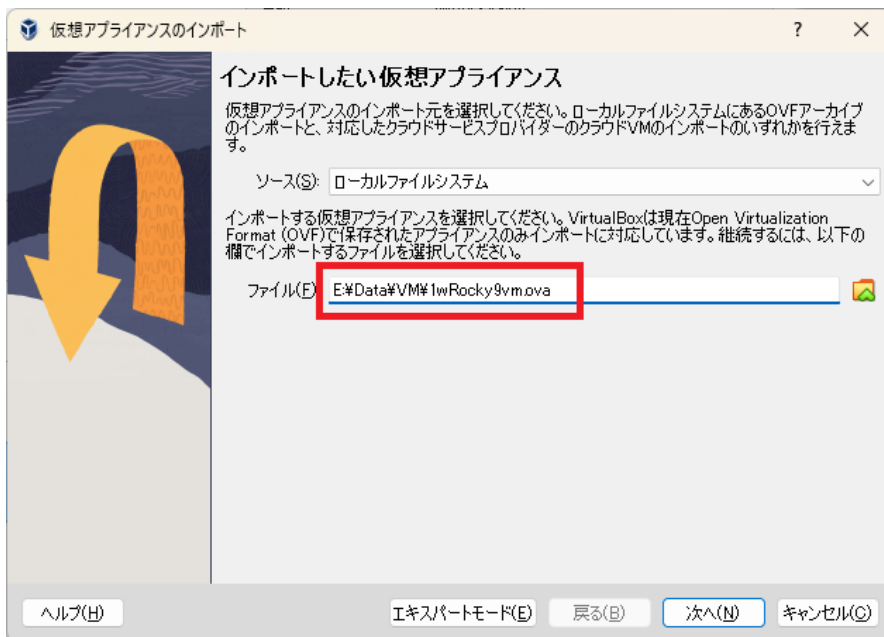 仮想アプライアンスのインポート
?
×
インポートしたい仮想アプライアンス
仮想アプライアンスのインポート元を選択してください。ローカルファイルシステムにあるOVFアーカイブ
のインポートと、対応したクラウドサービスプロバイダーのクラウドVMのインポートのいずれかを行えま
す。
ソース(S): ローカルファイルシステム
インポートする仮想アプライアンスを選択してください。VirtualBoxは現在Open Virtualization
Format (OVF)で保存されたアプライアンスのみインポートに対応しています。継続するには、以下の
欄でインポートするファイルを選択してください。
ファイル(F) E:¥Data¥VM¥1wRocky9vm.ova
ヘルプ(H) エキスパートモード(E) 戻る(B) 次へ(N) キャンセル(C)